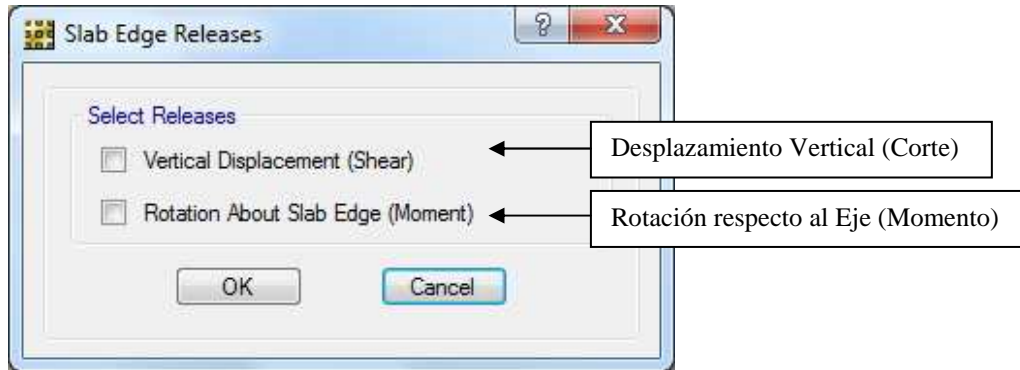 Slab Edge Releases
Select Releases
Vertical Displacement (Shear)
Desplazamiento Vertical (Corte)
Rotation About Slab Edge (Moment)
Rotación respecto al Eje (Momento)
OK
Cancel